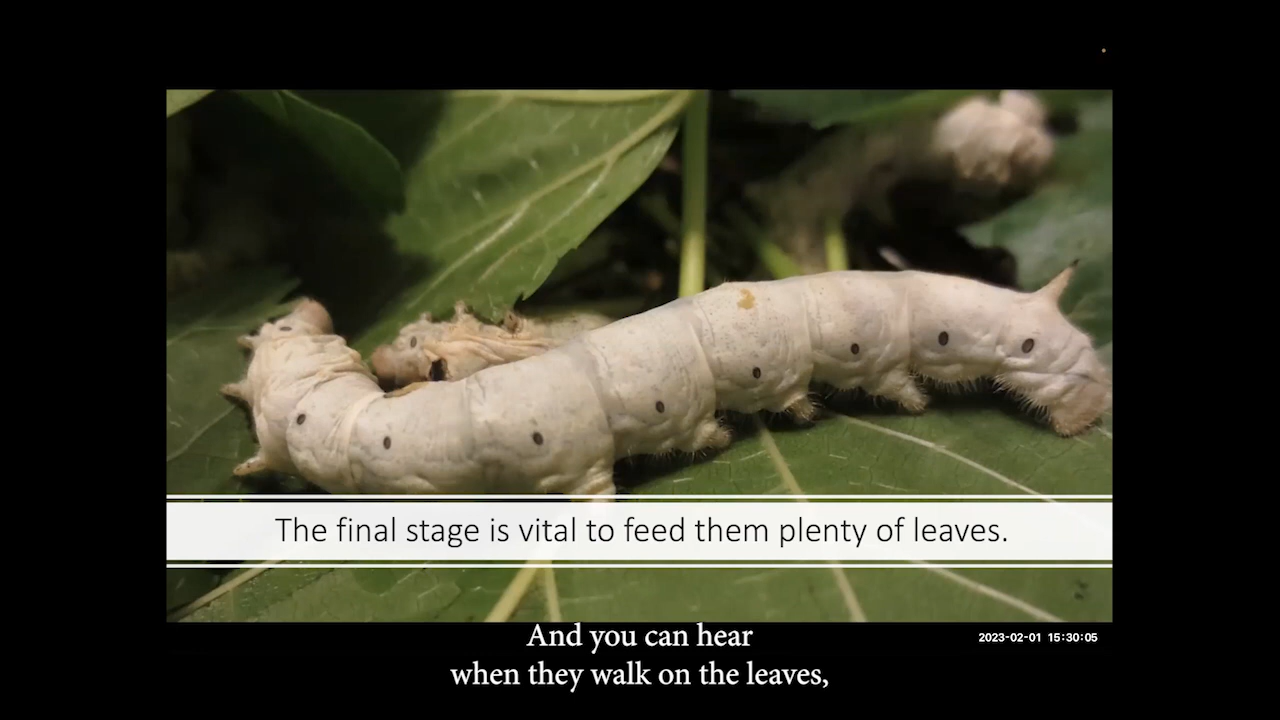 The final stage is vital to feed them plenty of leaves.
And you can hear
when they walk on the leaves,
2023-02-01 15:30:05